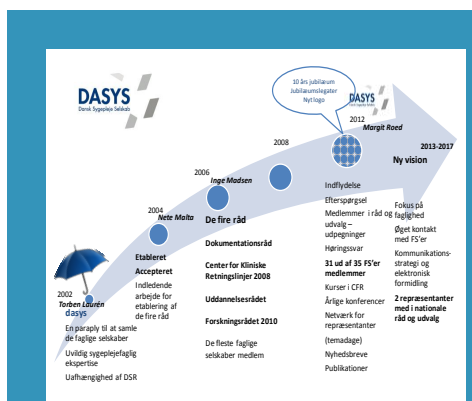 DASYS
Dansk Sygepleje Selskab
10 års jubilæum
Jubilæumslegater
Nyt logo
DASYS
2012
Margit Roed
2013-2017
Ny vision
2008
2006
Inge Madsen
2004
Nete Malta
2002
Torben Laurén
dasys
En paraply til at samle
de faglige selskaber
Uvildig sygeplejefaglig
ekspertise
Uafhængighed af DSR
Etableret
Accepteret
Indledende
arbejde for
etablering af
de fire råd
De fire råd
Dokumentationsråd
Center for Kliniske
Retningslinjer 2008
Uddannelsesrådet
Forskningsrådet 2010
De fleste faglige
selskaber medlem
Indflydelse
Efterspørgsel
Medlemmer i råd og
udvalg –
udpegninger
Høringssvar
31 ud af 35 FS’er
medlemmer
Kurser i CFR
Årlige konferencer
Netværk for
repræsentanter
(temadage)
Nyhedsbreve
Publikationer
Fokus på
faglighed
Øget kontakt
med FS’er
Kommunikations-
strategi og
elektronisk
formidling
2 repræsentanter
med i nationale
råd og udvalg